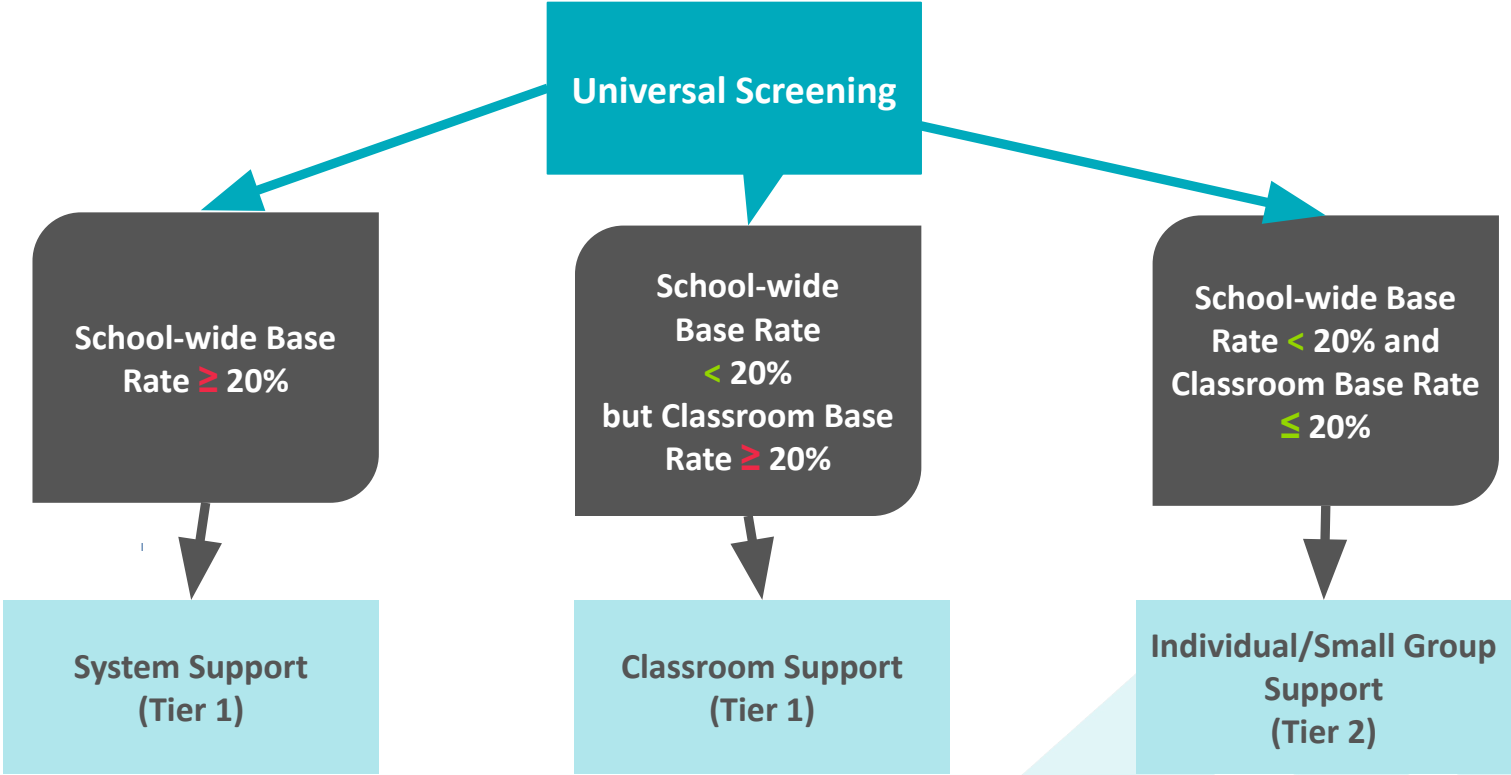 Universal Screening
School-wide Base
Rate ≥ 20%
School-wide
Base Rate
< 20%
but Classroom Base
Rate ≥ 20%
School-wide Base
Rate < 20% and
Classroom Base Rate
≤ 20%
System Support
(Tier 1)
Classroom Support
(Tier 1)
Individual/Small Group
Support
(Tier 2)